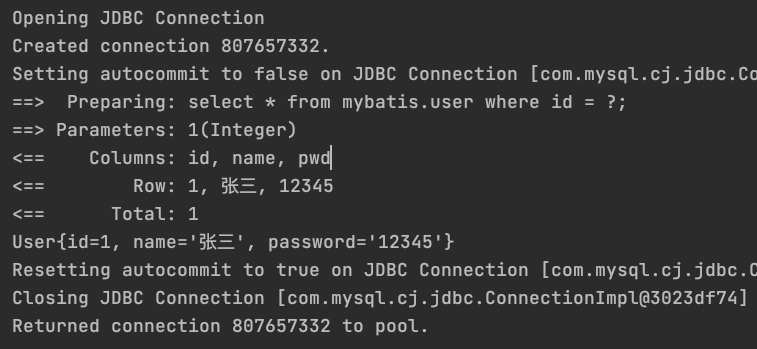 Opening JDBC Connection
Created connection 807657332.
Setting autocommit to false on JDBC Connection [com.mysql.cj.jdbc.Co
==>  Preparing: select * from mybatis.user where id = ?;
==> Parameters: 1(Integer)
<==    Columns: id, name, pwd
<==        Row: 1, 张三, 12345
<==      Total: 1
User{id=1, name='张三', password='12345'}
Resetting autocommit to true on JDBC Connection [com.mysql.cj.jdbc.C
Closing JDBC Connection [com.mysql.cj.jdbc.ConnectionImpl@3023df74]
Returned connection 807657332 to pool.